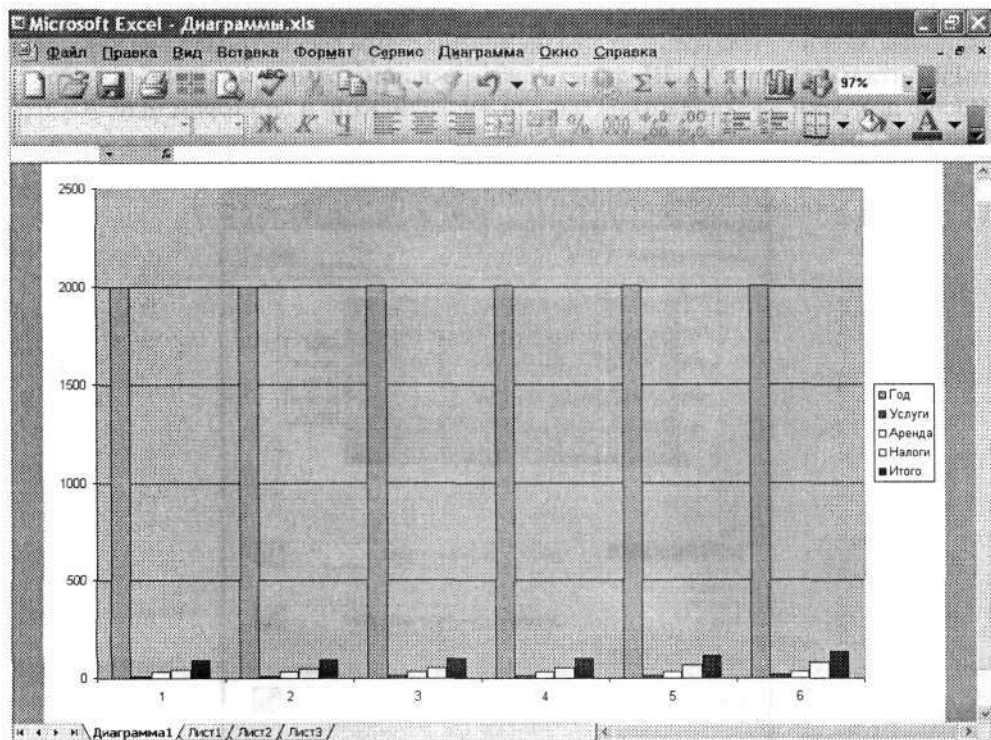 Microsoft Excel - Диаграммы.xls
Файл Правка Вид Вставка Формат Сервис Диаграмма Окно Справка
97%
Ж К Ч
2500
2000
1500
1000
500
0
1 2 3 4 5 6
Год
Услуги
Аренда
Налоги
Итого
Диаграмма1 / Лист1 / Лист2 / Лист3 /